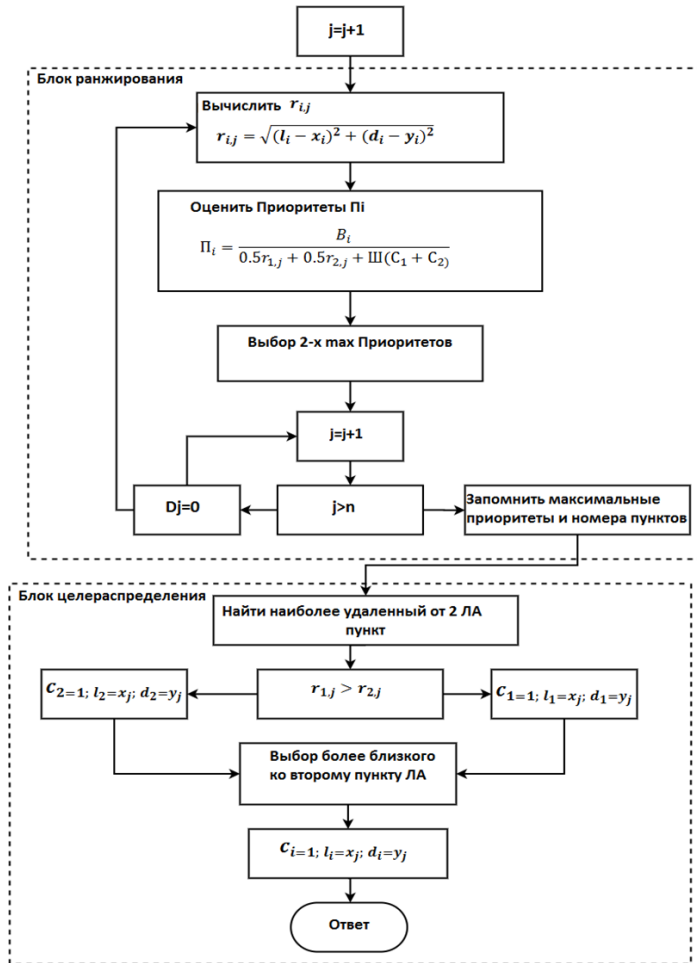 j=j+1
Блок ранжирования
Вычислить r_{i,j}
r_{i,j} = √((l_i − x_i)² + (d_i − y_i)²)
Оценить Приоритеты Пi
П_i = B_i / (0.5r_{1,j} + 0.5r_{2,j} + Ш(C_1 + C_2))
Выбор 2-х max Приоритетов
j=j+1
Dj=0
j>n
Запомнить максимальные
приоритеты и номера пунктов
Блок целераспределения
Найти наиболее удаленный от 2 ЛА
пункт
c_{2=1}; l_2=x_j; d_2=y_j
r_{1,j} > r_{2,j}
c_{1=1}; l_1=x_j; d_1=y_j
Выбор более близкого
ко второму пункту ЛА
c_{i=1}; l_i=x_j; d_i=y_j
Ответ